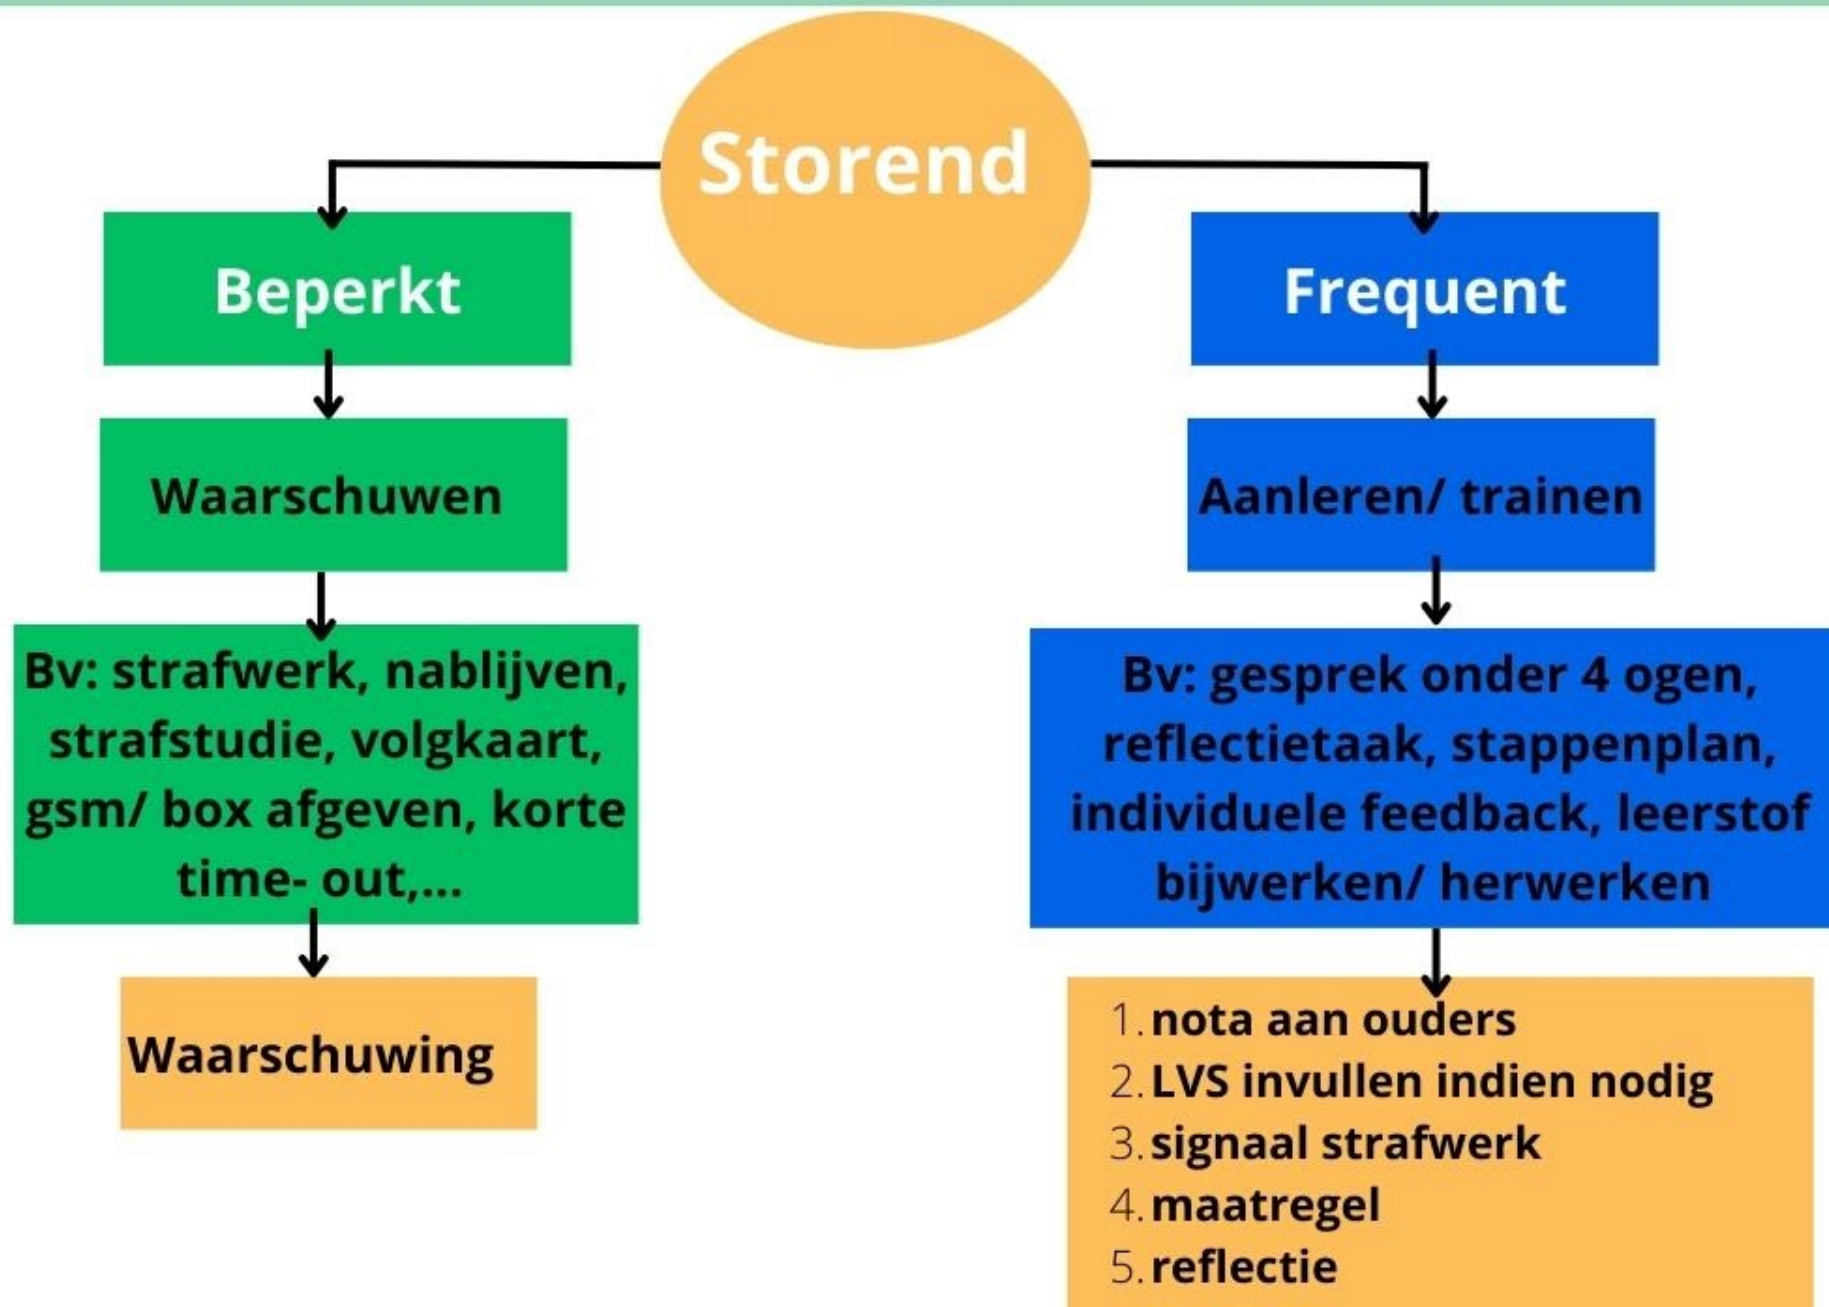 Storend
Beperkt
Waarschuwen
Bv: strafwerk, nablijven,
strafstudie, volgkaart,
gsm/ box afgeven, korte
time- out,...
Waarschuwing
Frequent
Aanleren/ trainen
Bv: gesprek onder 4 ogen,
reflectietaak, stappenplan,
individuele feedback, leerstof
bijwerken/ herwerken
1. nota aan ouders
2. LVS invullen indien nodig
3. signaal strafwerk
4. maatregel
5. reflectie